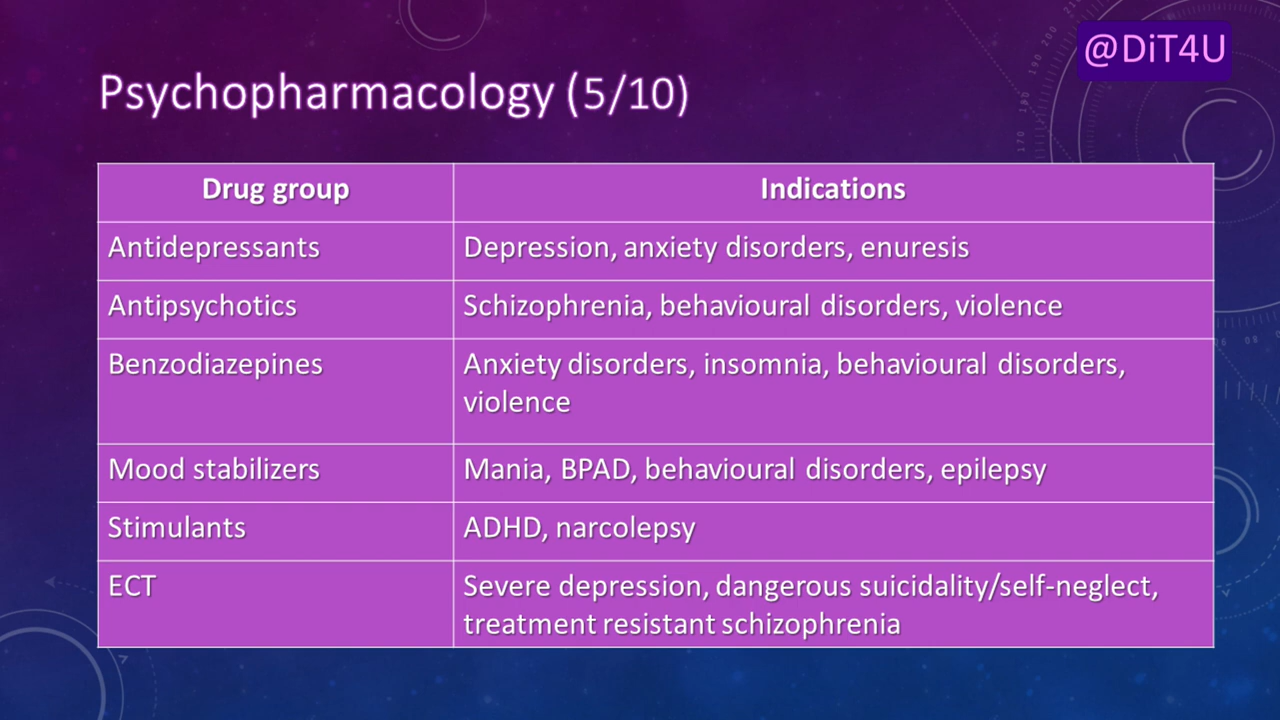 @DiT4U
Psychopharmacology (5/10)
Drug group
Indications
Antidepressants
Depression, anxiety disorders, enuresis
Antipsychotics
Schizophrenia, behavioural disorders, violence
Benzodiazepines
Anxiety disorders, insomnia, behavioural disorders,
violence
Mood stabilizers
Mania, BPAD, behavioural disorders, epilepsy
Stimulants
ADHD, narcolepsy
ECT
Severe depression, dangerous suicidality/self-neglect,
treatment resistant schizophrenia